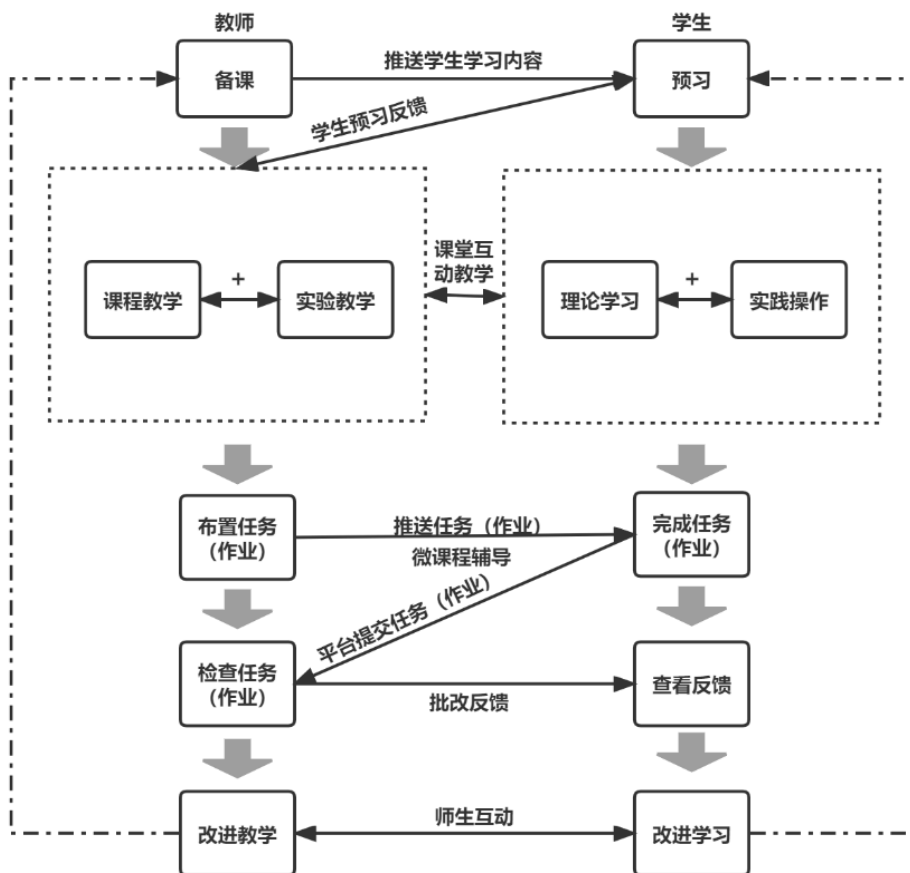 教师
学生
备课
推送学生学习内容
预习
学生预习反馈
课堂互
动教学
课程教学
+
实验教学
理论学习
+
实践操作
布置任务
（作业）
推送任务（作业）
微课程辅导
完成任务
（作业）
平台提交任务（作业）
检查任务
（作业）
批改反馈
查看反馈
改进教学
师生互动
改进学习